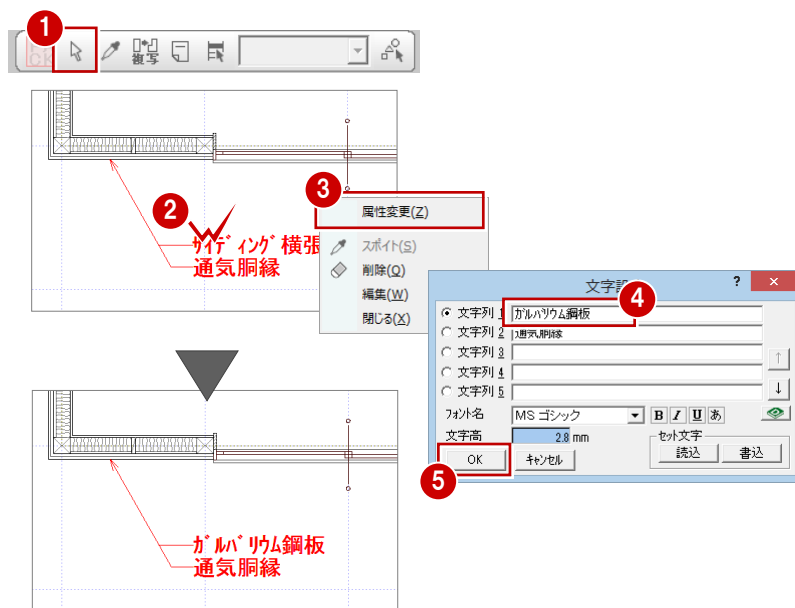 1
複写
2
サイディング横張
通気胴縁
3
属性変更(Z)
スポイト(S)
削除(Q)
編集(W)
閉じる(X)
文字設
?
×
4
文字列 1 ガルバリウム鋼板
文字列 2 通気胴縁
文字列 3
文字列 4
文字列 5
↑
↓
フォント名 MS ゴシック B I U あ
文字高 2.8 mm
セット文字
OK キャンセル 読込 書込
5
ガルバリウム鋼板
通気胴縁